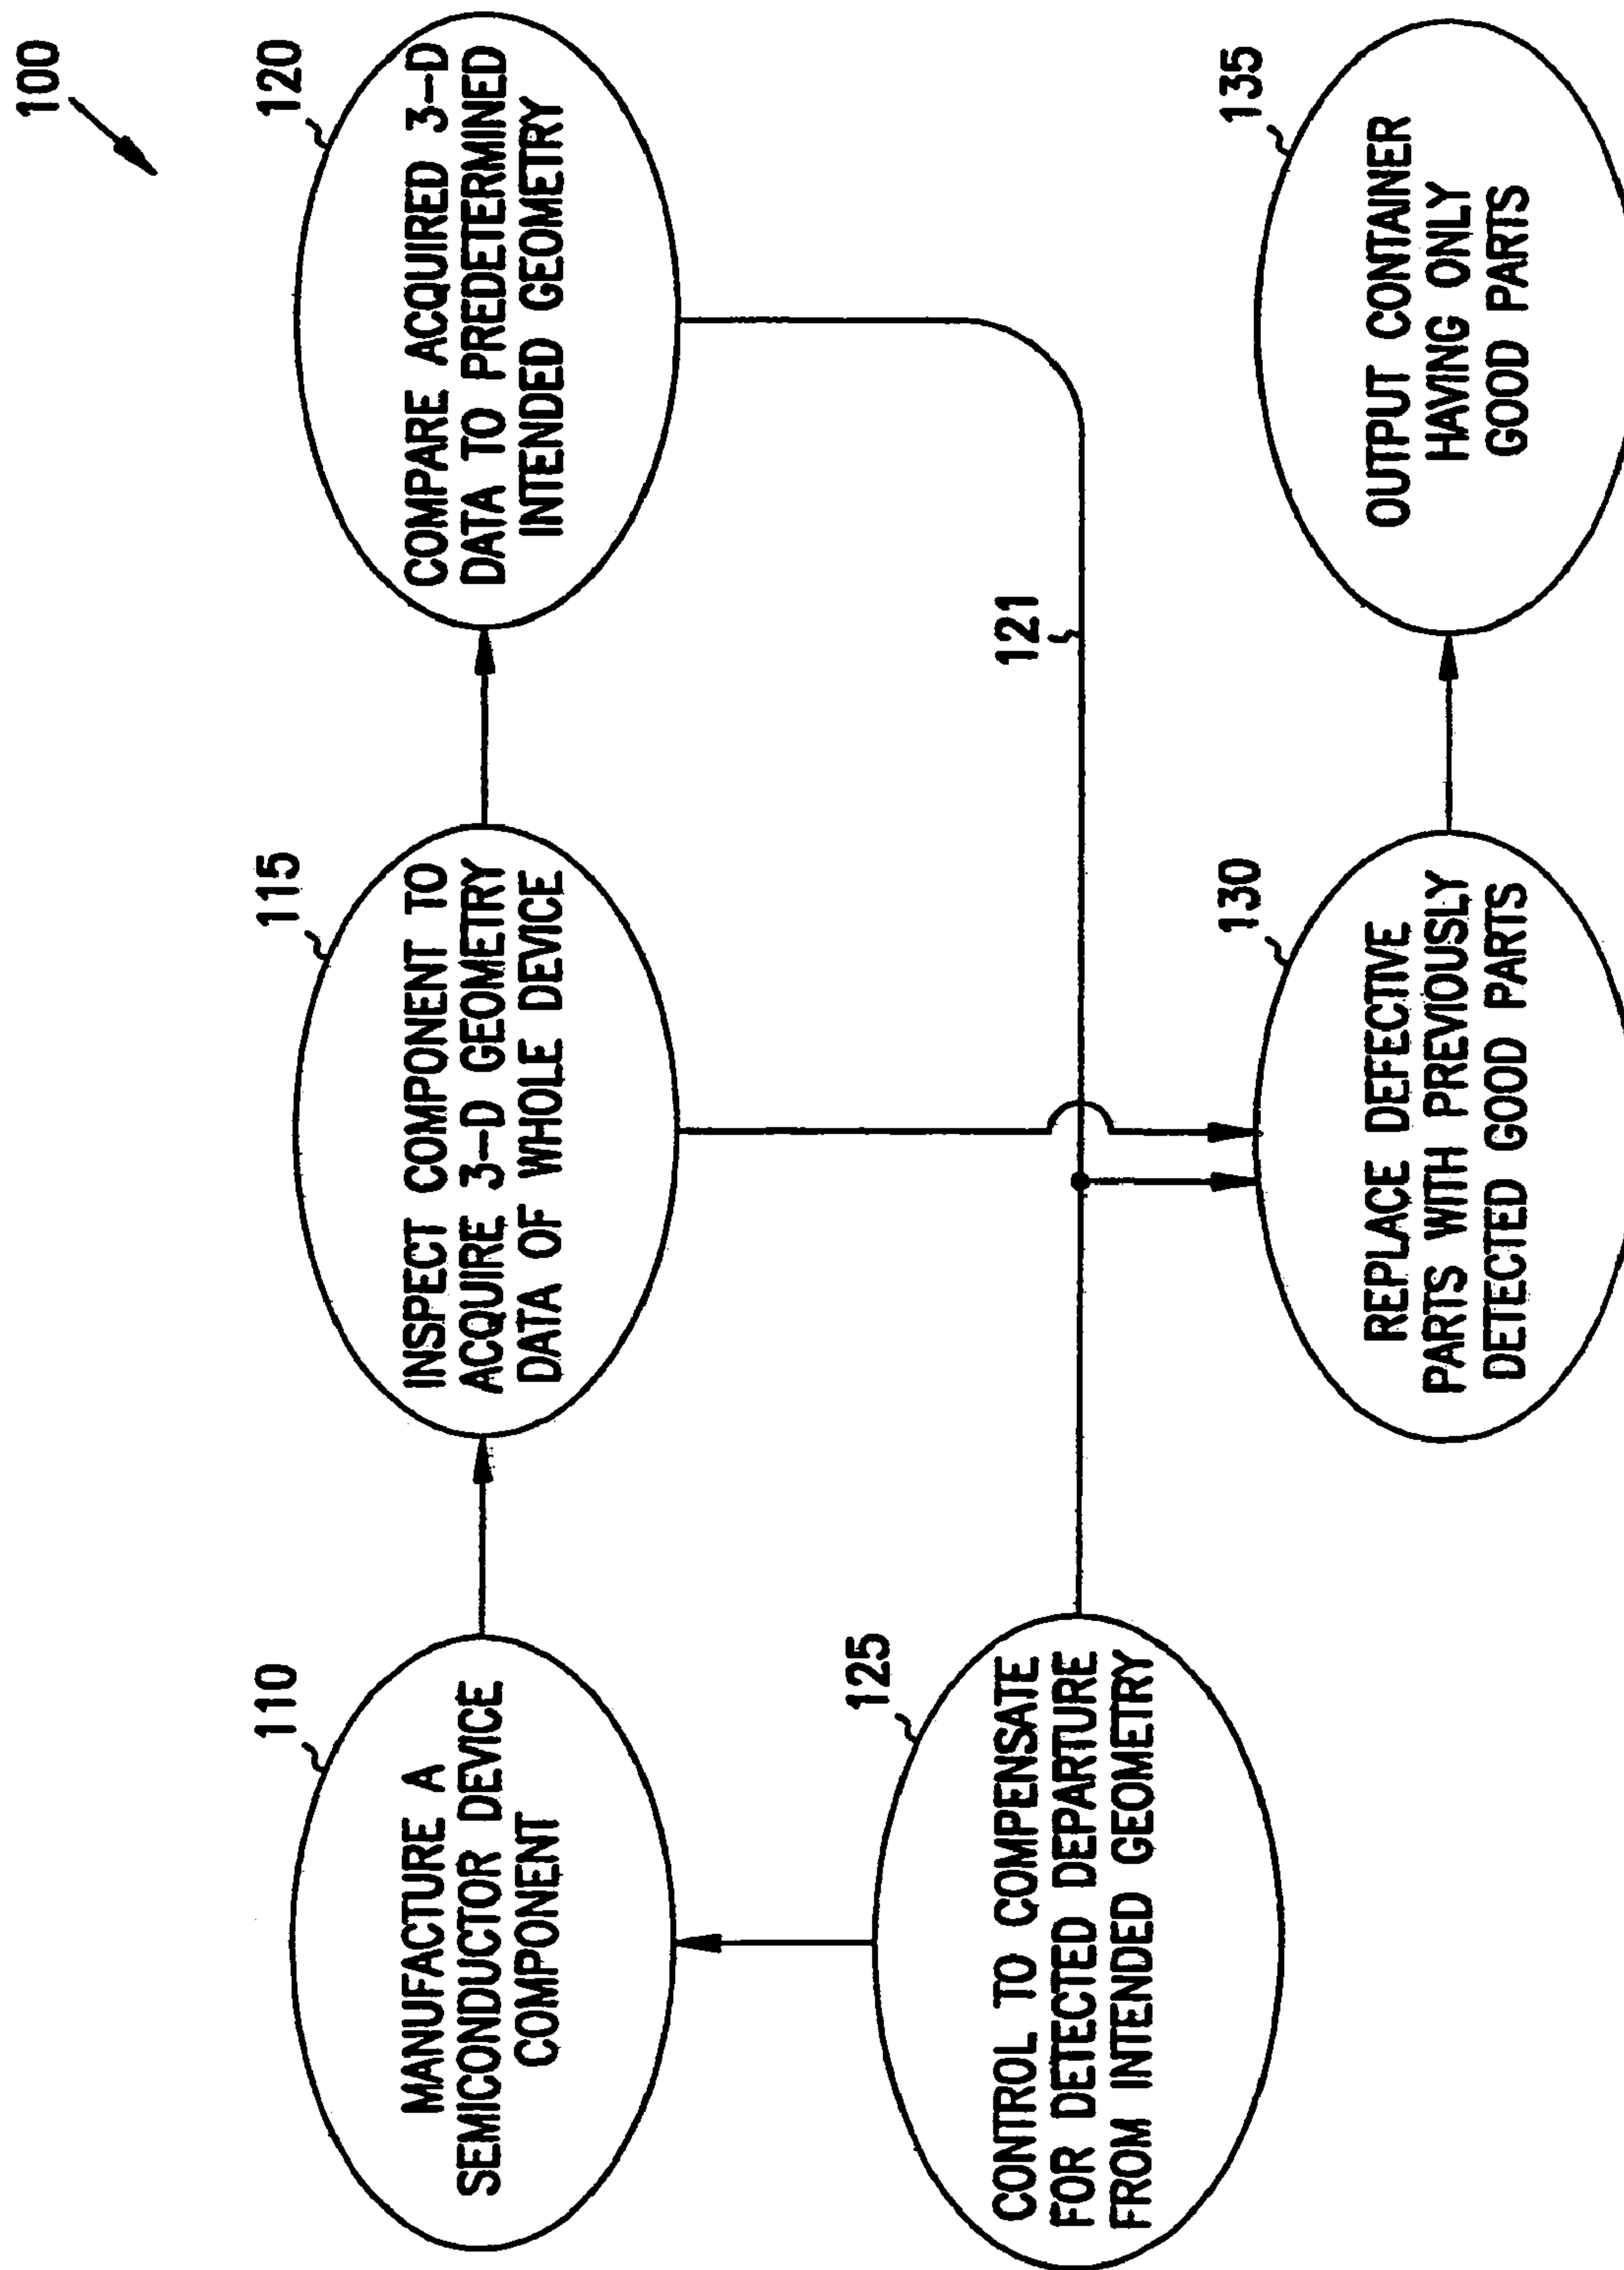 100
110
MANUFACTURE A
SEMICONDUCTOR DEVICE
COMPONENT
115
INSPECT COMPONENT TO
ACQUIRE 3-D GEOMETRY
DATA OF WHOLE DEVICE
120
COMPARE ACQUIRED 3-D
DATA TO PREDETERMINED
INTENDED GEOMETRY
121
125
CONTROL TO COMPENSATE
FOR DETECTED DEPARTURE
FROM INTENDED GEOMETRY
130
REPLACE DEFECTIVE
PARTS WITH PREVIOUSLY
DETECTED GOOD PARTS
135
OUTPUT CONTAINER
HAVING ONLY
GOOD PARTS